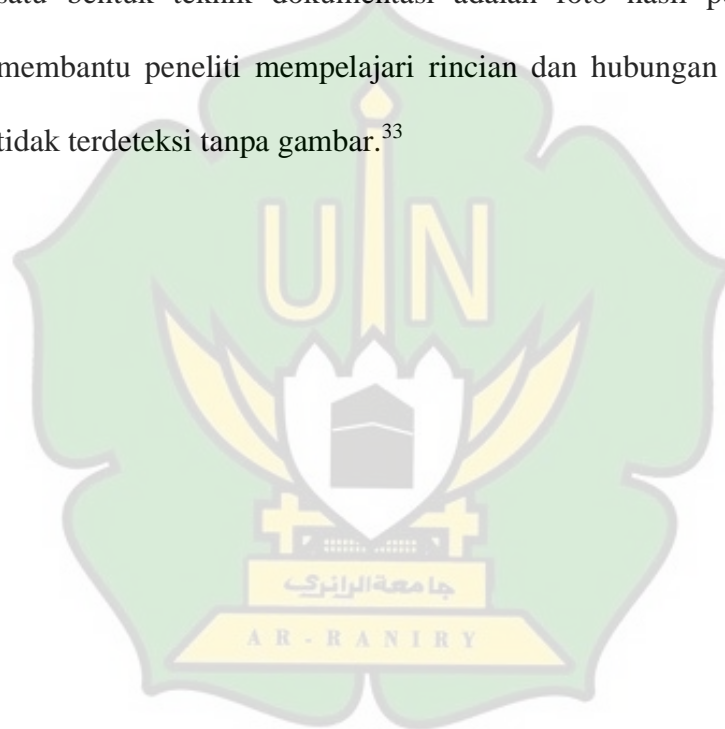 satu bentuk teknik dokumentasi adalah foto hasil
membantu peneliti mempelajari rincian dan hubungan
tidak terdeteksi tanpa gambar.³³
UIN
جامعة الرانري
AR-RANIRY